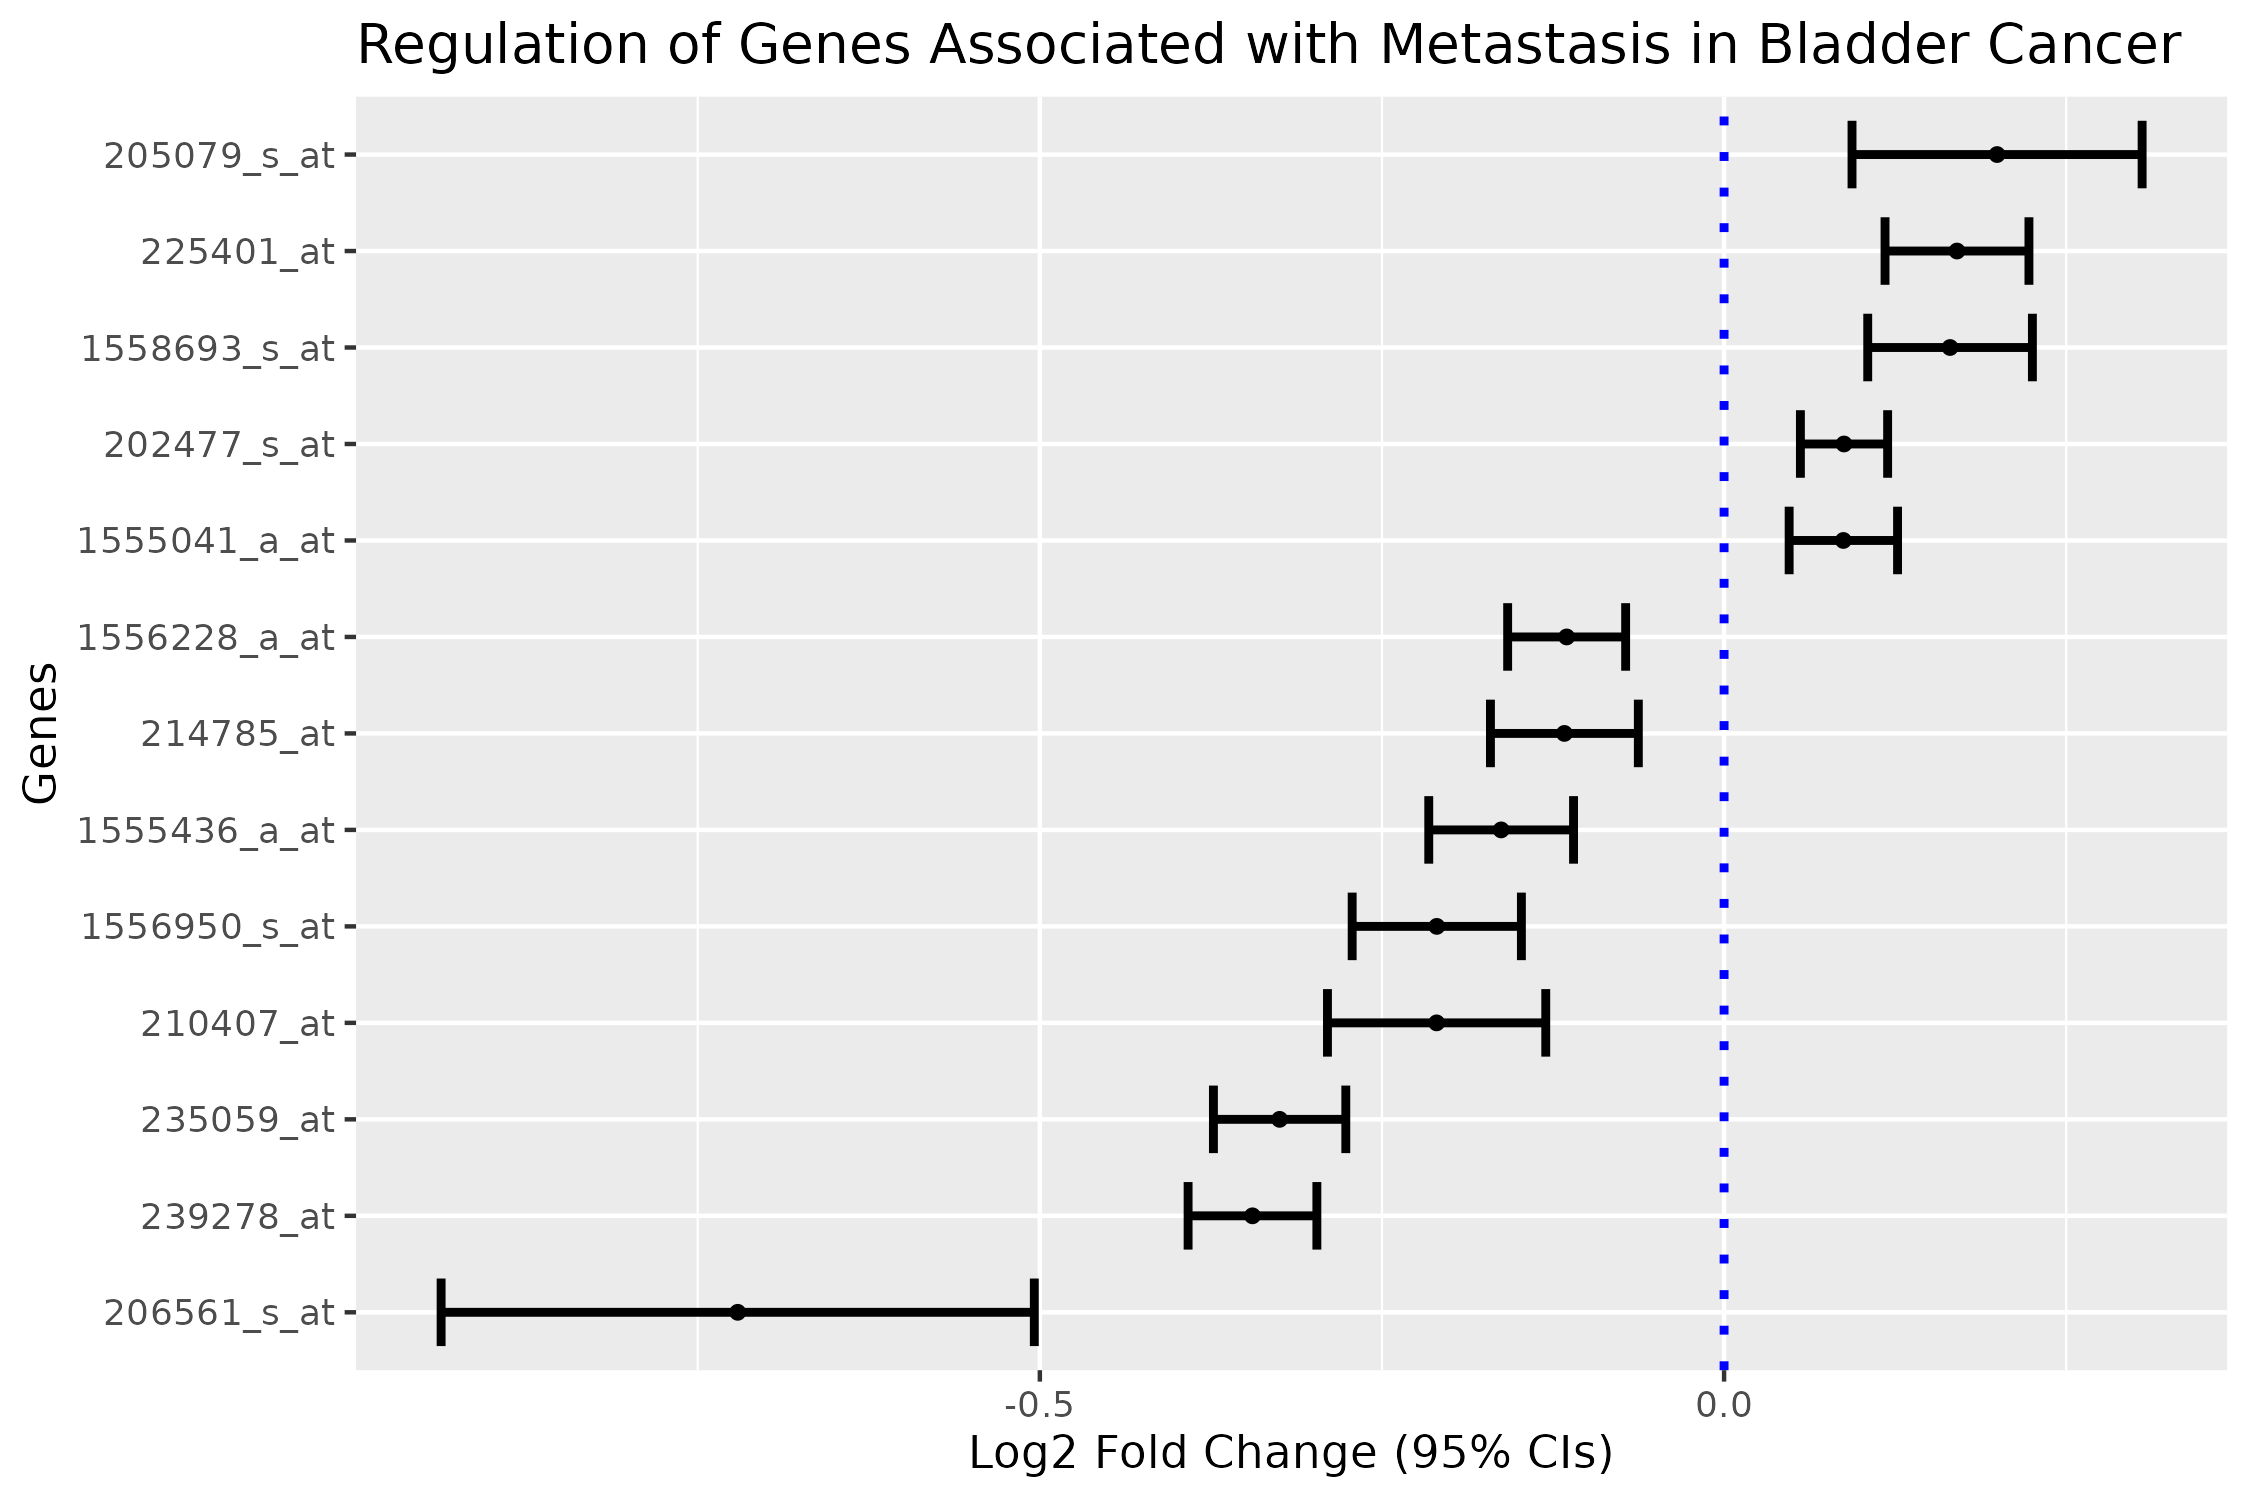 Regulation of Genes Associated with Metastasis in Bladder Cancer
Genes
205079_s_at
225401_at
1558693_s_at
202477_s_at
1555041_a_at
1556228_a_at
214785_at
1555436_a_at
1556950_s_at
210407_at
235059_at
239278_at
206561_s_at
-0.5 0.0
Log2 Fold Change (95% CIs)